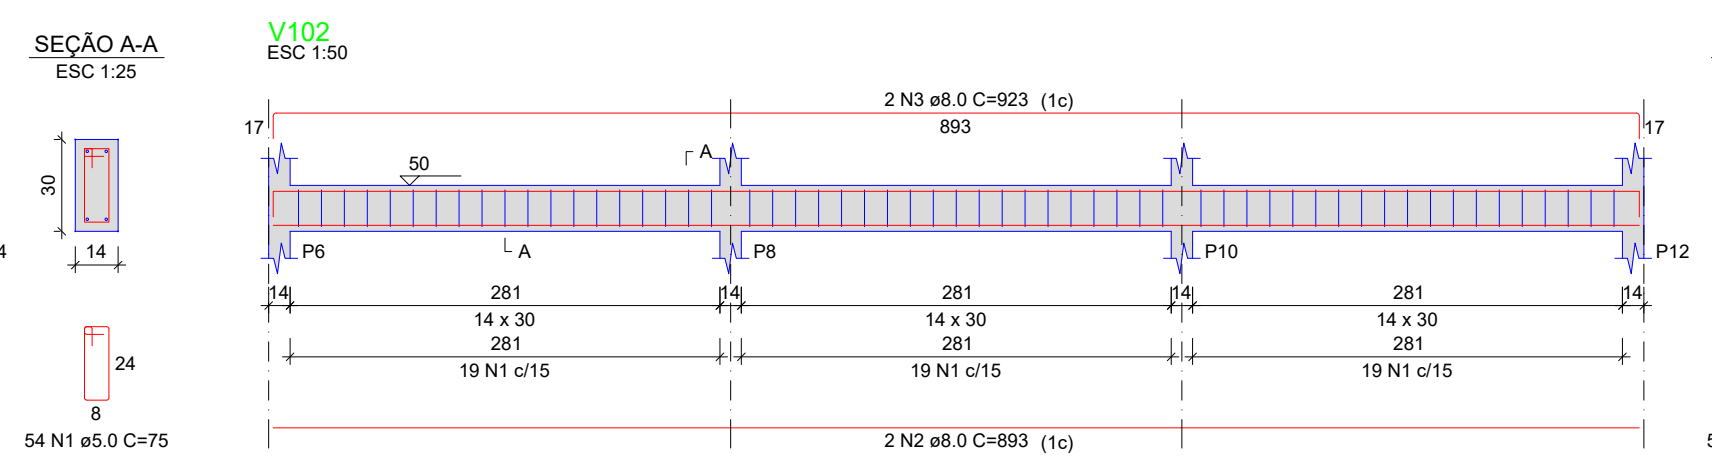 SEÇÃO A-A
ESC 1:25
V102
ESC 1:50
2 N3 ø8.0 C=923 (1c)
893
17
17
A
50
30
14
4
A
P6
P8
P10
P12
14
281
14
281
14
281
14
14 x 30
14 x 30
14 x 30
281
281
281
19 N1 c/15
19 N1 c/15
19 N1 c/15
24
8
54 N1 ø5.0 C=75
2 N2 ø8.0 C=893 (1c)
5